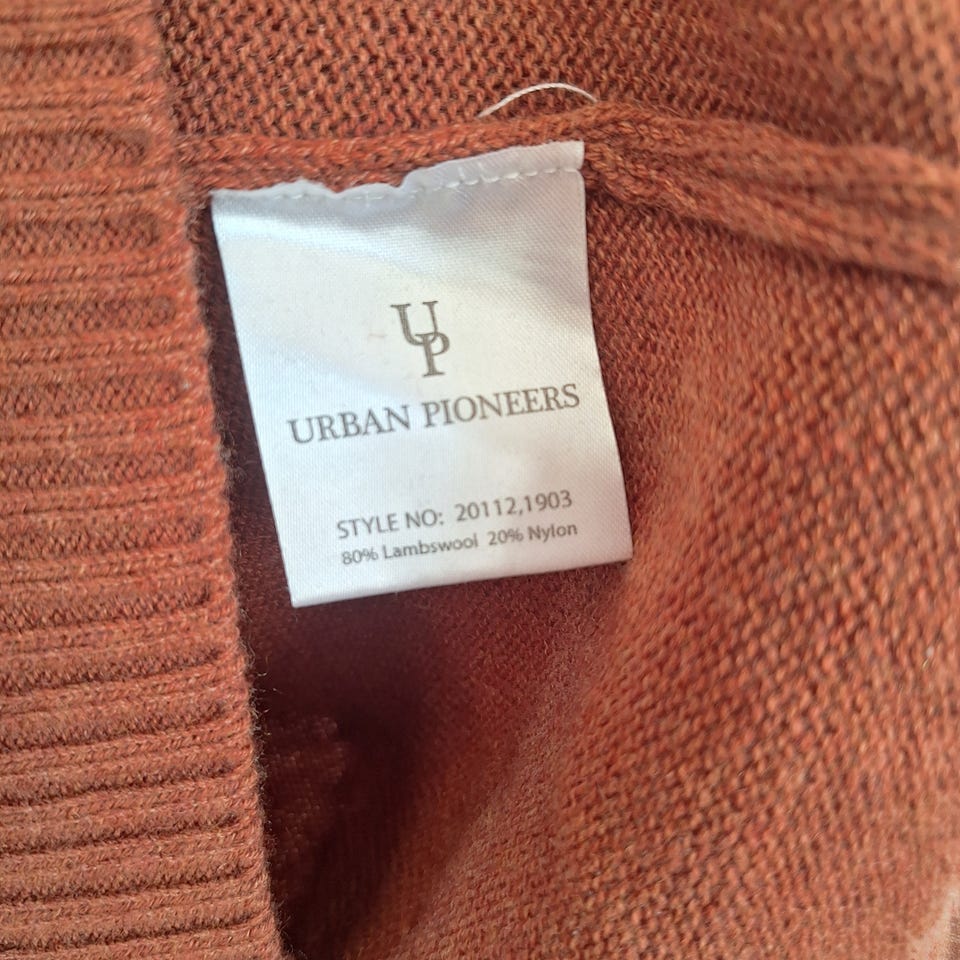 UP
URBAN PIONEERS
STYLE NO: 20112,1903
80% Lambswool 20% Nylon